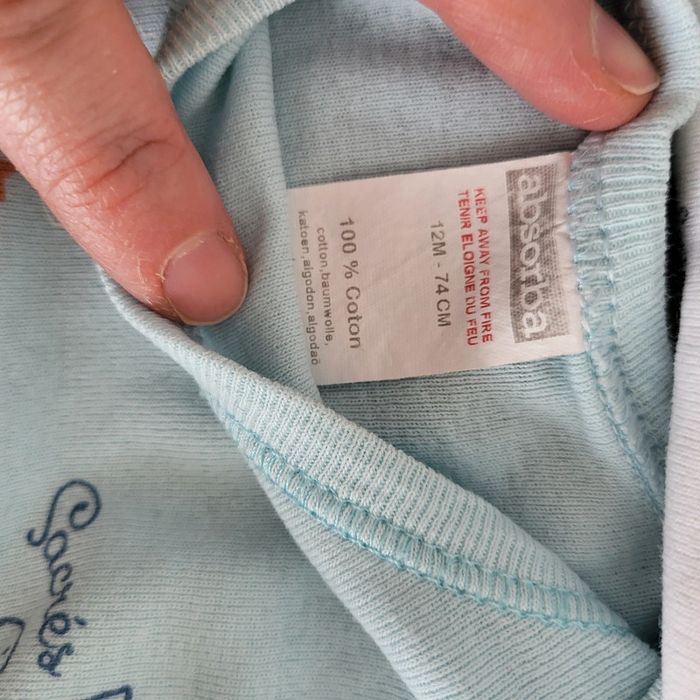 absorba
KEEP AWAY FROM FIRE
TENIR ELOIGNE DU FEU
12M - 74 CM
100 % Coton
cotton,baumwolle,
katoen,algodon,algodaõ
Sacrés